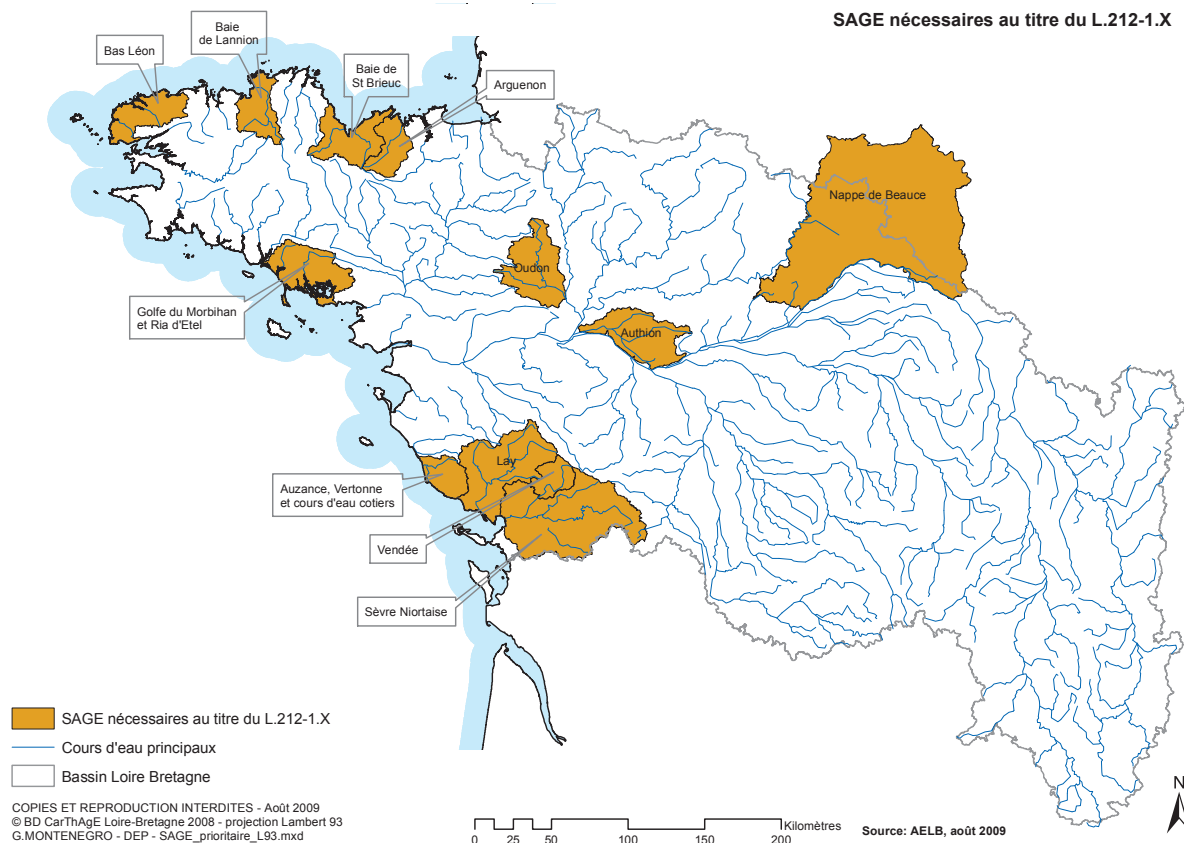 SAGE nécessaires au titre du L.212-1.X
Baie
de Lannion
Bas Léon
Baie de
St Brieuc
Arguenon
Nappe de Beauce
Oudon
Golfe du Morbihan
et Ria d'Etel
Authion
Lay
Auzance, Vertonne
et cours d'eau cotiers
Vendée
Sèvre Niortaise
SAGE nécessaires au titre du L.212-1.X
Cours d'eau principaux
Bassin Loire Bretagne
COPIES ET REPRODUCTION INTERDITES - Août 2009
© BD CarThAgE Loire-Bretagne 2008 - projection Lambert 93
G.MONTENEGRO - DEP - SAGE_prioritaire_L93.mxd
Kilomètres
0 25 50 100 150 200
Source: AELB, août 2009
N